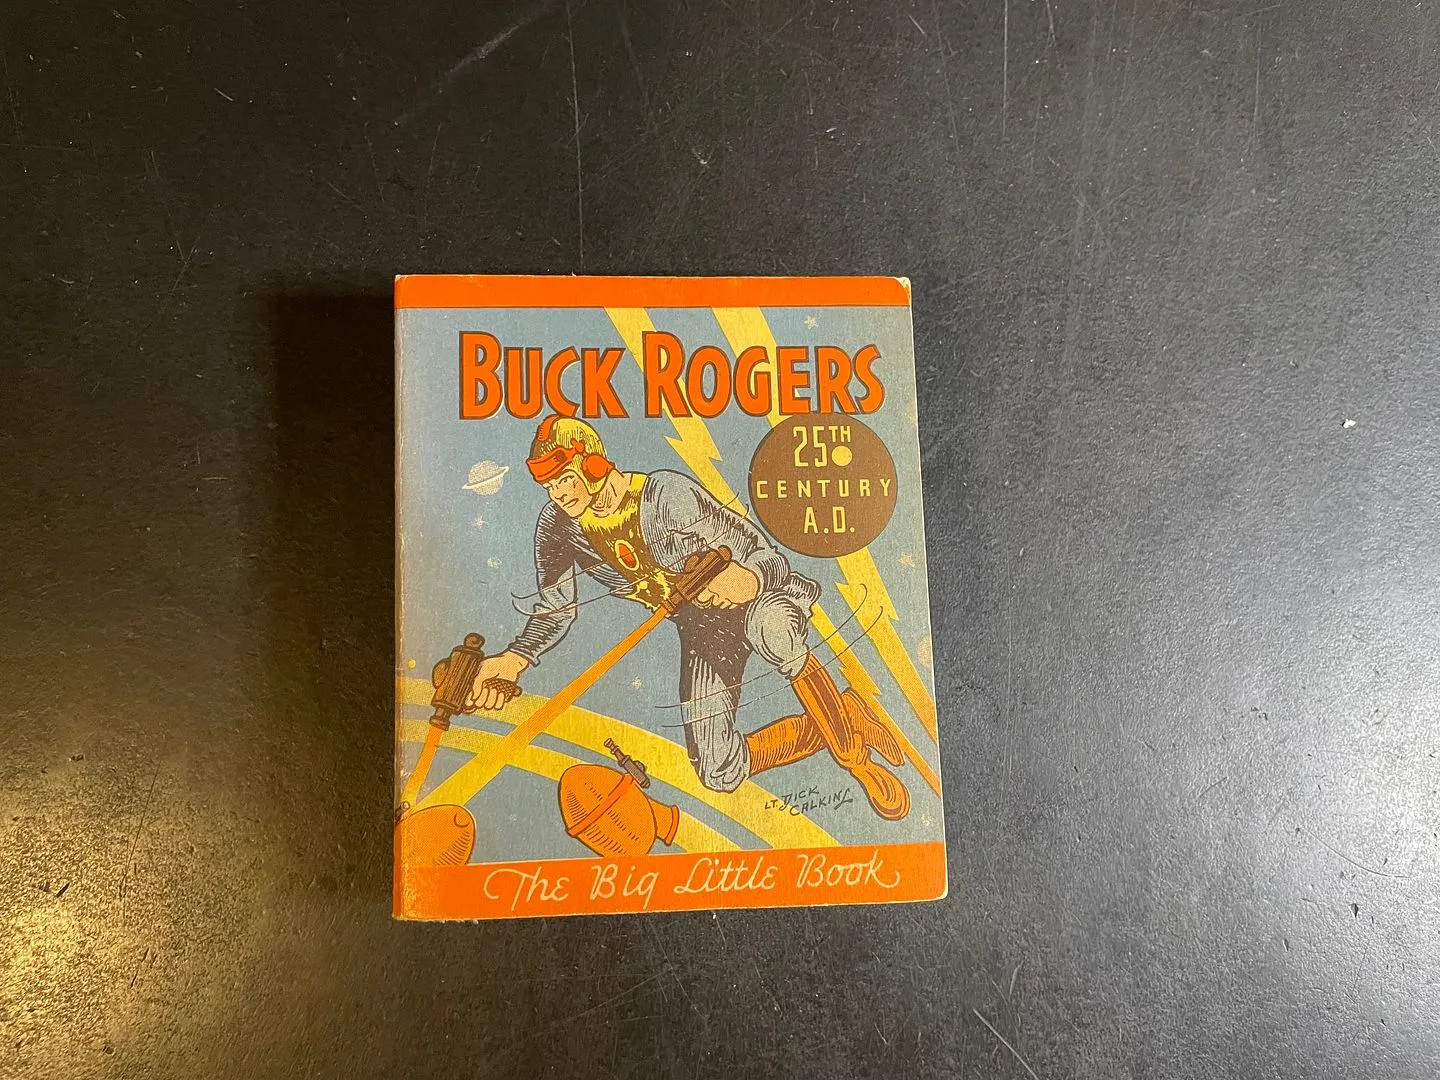 BUCK ROGERS
25TH
CENTURY
A.D.
LT. DICK
CALKINS
The Big Little Book